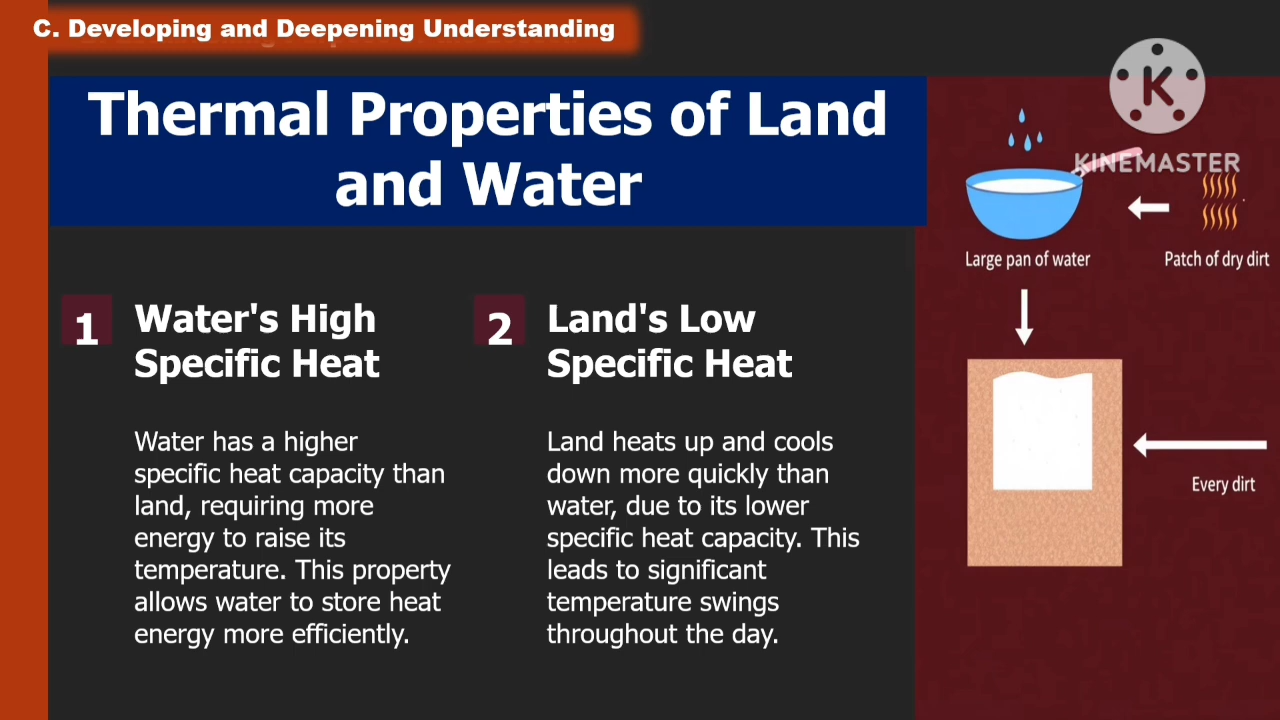 C. Developing and Deepening Understanding
Thermal Properties of Land
and Water
1
Water's High
Specific Heat
Water has a higher
specific heat capacity than
land, requiring more
energy to raise its
temperature. This property
allows water to store heat
energy more efficiently.
2
Land's Low
Specific Heat
Land heats up and cools
down more quickly than
water, due to its lower
specific heat capacity. This
leads to significant
temperature swings
throughout the day.
K
KINEMASTER
Large pan of water
Patch of dry dirt
Every dirt